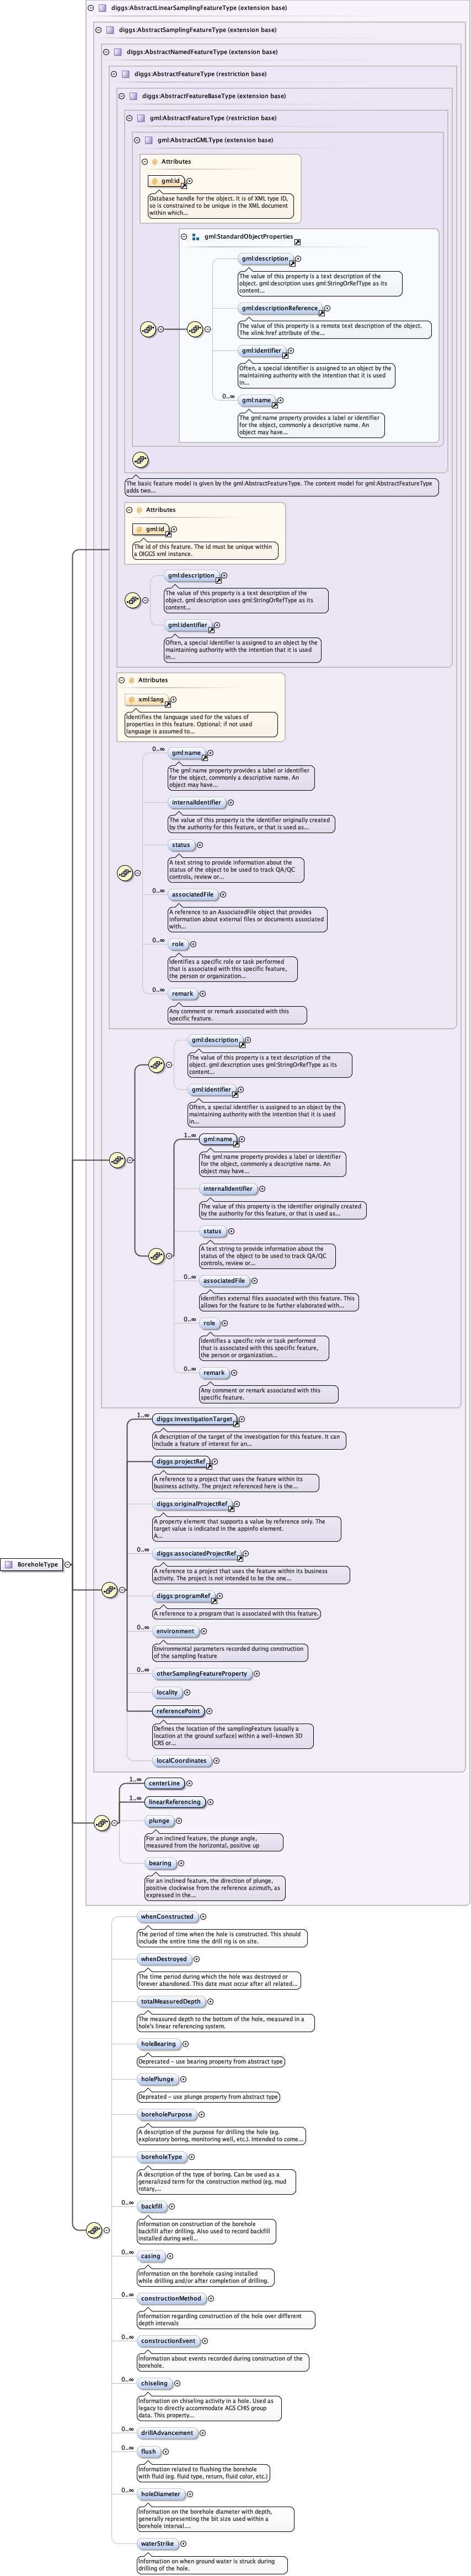 diggs:AbstractLinearSamplingFeatureType (extension base)
diggs:AbstractSamplingFeatureType (extension base)
diggs:AbstractNamedFeatureType (extension base)
diggs:AbstractFeatureType (restriction base)
diggs:AbstractFeatureBaseType (extension base)
gml:AbstractFeatureType (restriction base)
gml:AbstractGMLType (extension base)
Attributes
gml:id
Database handle for the object. It is of XML type ID,
so is constrained to be unique in the XML document
within which...
gml:StandardObjectProperties
gml:description
The value of this property is a text description of the
object. gml:description uses gml:StringOrRefType as its
content...
gml:descriptionReference
The value of this property is a remote text description of the object.
The xlink:href attribute of the...
gml:identifier
Often, a special identifier is assigned to an object by the
maintaining authority with the intention that it is used
in...
0..∞
gml:name
The gml:name property provides a label or identifier
for the object, commonly a descriptive name. An
object may have...
The basic feature model is given by the gml:AbstractFeatureType. The content model for gml:AbstractFeatureType
adds two...
Attributes
gml:id
The id of this feature. The id must be unique within
a DIGGS xml instance.
gml:description
The value of this property is a text description of the
object. gml:description uses gml:StringOrRefType as its
content...
gml:identifier
Often, a special identifier is assigned to an object by the
maintaining authority with the intention that it is used
in...
Attributes
xml:lang
Identifies the language used for the values of
properties in this feature. Optional; if not used
language is assumed to...
0..∞
gml:name
The gml:name property provides a label or identifier
for the object, commonly a descriptive name. An
object may have...
internalIdentifier
The value of this property is the identifier originally created
by the authority for this feature, or that is used as...
status
A text string to provide information about the
status of the object to be used to track QA/QC
controls, review or...
0..∞
associatedFile
A reference to an AssociatedFile object that provides
information about external files or documents associated
with...
0..∞
role
Identifies a specific role or task performed
that is associated with this specific feature,
the person or organization...
0..∞
remark
Any comment or remark associated with this
specific feature.
gml:description
The value of this property is a text description of the
object. gml:description uses gml:StringOrRefType as its
content...
gml:identifier
Often, a special identifier is assigned to an object by the
maintaining authority with the intention that it is used
in...
1..∞
gml:name
The gml:name property provides a label or identifier
for the object, commonly a descriptive name. An
object may have...
internalIdentifier
The value of this property is the identifier originally created
by the authority for this feature, or that is used as...
status
A text string to provide information about the
status of the object to be used to track QA/QC
controls, review or...
0..∞
associatedFile
Identifies external files associated with this feature. This
allows for the feature to be further elaborated with...
0..∞
role
Identifies a specific role or task performed
that is associated with this specific feature,
the person or organization...
0..∞
remark
Any comment or remark associated with this
specific feature.
1..∞
diggs:investigationTarget
A description of the target of the investigation for this feature. It can
include a feature of interest for an...
diggs:projectRef
A reference to a project that uses the feature within its
business activity. The project referenced here is the...
diggs:originalProjectRef
A property element that supports a value by reference only. The
target value is indicated in the appinfo element.
A...
0..∞
diggs:associatedProjectRef
A reference to a project that uses the feature within its business
activity. The project is not intended to be the one...
diggs:programRef
A reference to a program that is associated with this feature.
0..∞
environment
Environmental parameters recorded during construction
of the sampling feature
BoreholeType
0..∞
otherSamplingFeatureProperty
locality
referencePoint
Defines the location of the samplingFeature (usually a
location at the ground surface) within a well-known 3D
CRS or...
localCoordinates
1..∞
centerLine
1..∞
linearReferencing
plunge
For an inclined feature, the plunge angle,
measured from the horizontal, positive up
bearing
For an inclined feature, the direction of plunge,
positive clockwise from the reference azimuth, as
expressed in the...
whenConstructed
The period of time when the hole is constructed. This should
include the entire time the drill rig is on site.
whenDestroyed
The time period during which the hole was destroyed or
forever abandoned. This date must occur after all related...
totalMeasuredDepth
The measured depth to the bottom of the hole, measured in a
hole's linear referencing system.
holeBearing
Deprecated - use bearing property from abstract type
holePlunge
Depreated - use plunge property from abstract type
boreholePurpose
A description of the purpose for drilling the hole (eg.
exploratory boring, monitoring well, etc.). Intended to come...
boreholeType
A description of the type of boring. Can be used as a
generalized term for the construction method (eg. mud
rotary,...
0..∞
backfill
Information on construction of the borehole
backfill after drilling. Also used to record backfill
installed during well...
0..∞
casing
Information on the borehole casing installed
while drilling and/or after completion of drilling.
0..∞
constructionMethod
Information regarding construction of the hole over different
depth intervals
0..∞
constructionEvent
Information about events recorded during construction of the
borehole.
0..∞
chiseling
Information on chiseling activity in a hole. Used as
legacy to directly accommodate AGS CHIS group
data. This property...
0..∞
drillAdvancement
0..∞
flush
Information related to flushing the borehole
with fluid (eg. fluid type, return, fluid color, etc.)
0..∞
holeDiameter
Information on the borehole diameter with depth,
generally representing the bit size used within a
borehole interval....
waterStrike
Information on when ground water is struck during
drilling of the hole.